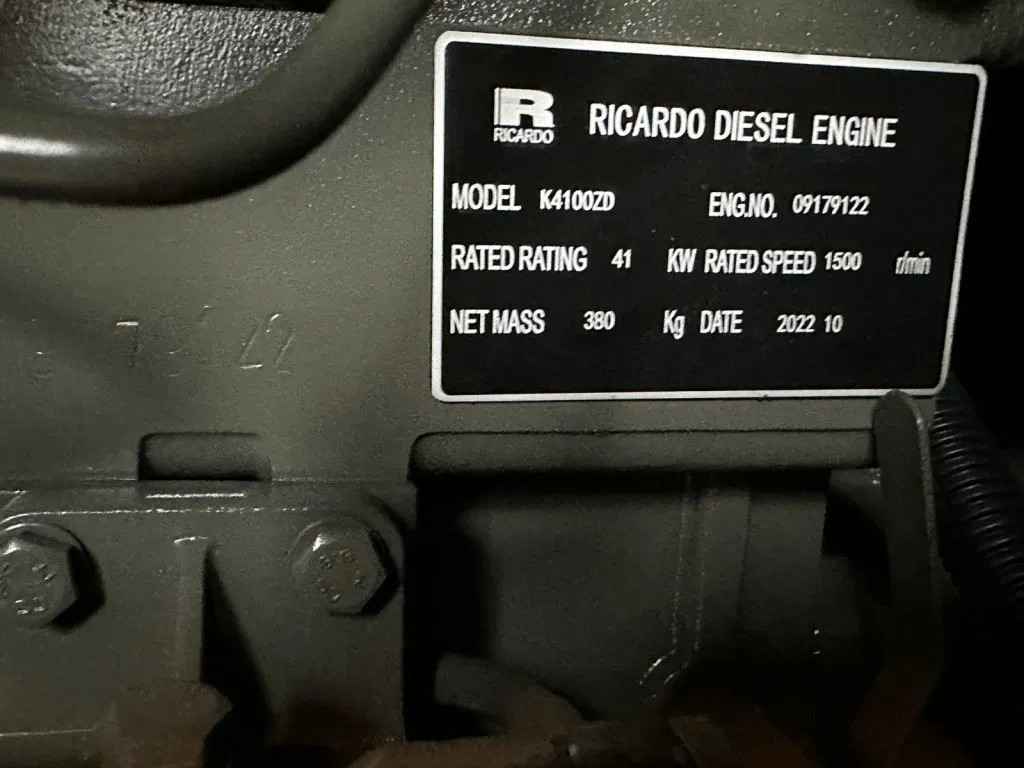 R
RICARDO
RICARDO DIESEL ENGINE
MODEL K4100ZD ENG.NO. 09179122
RATED RATING 41 KW RATED SPEED 1500 r/min
NET MASS 380 Kg DATE 2022 10